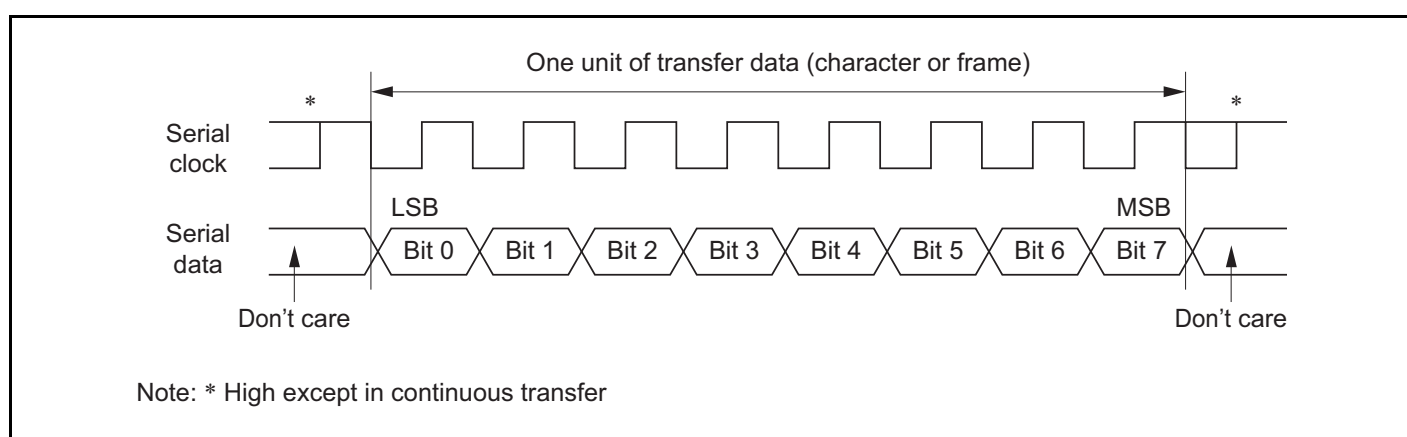 One unit of transfer data (character or frame)
* *
Serial
clock
LSB MSB
Serial
data
Bit 0 Bit 1 Bit 2 Bit 3 Bit 4 Bit 5 Bit 6 Bit 7
Don’t care Don’t care
Note: * High except in continuous transfer